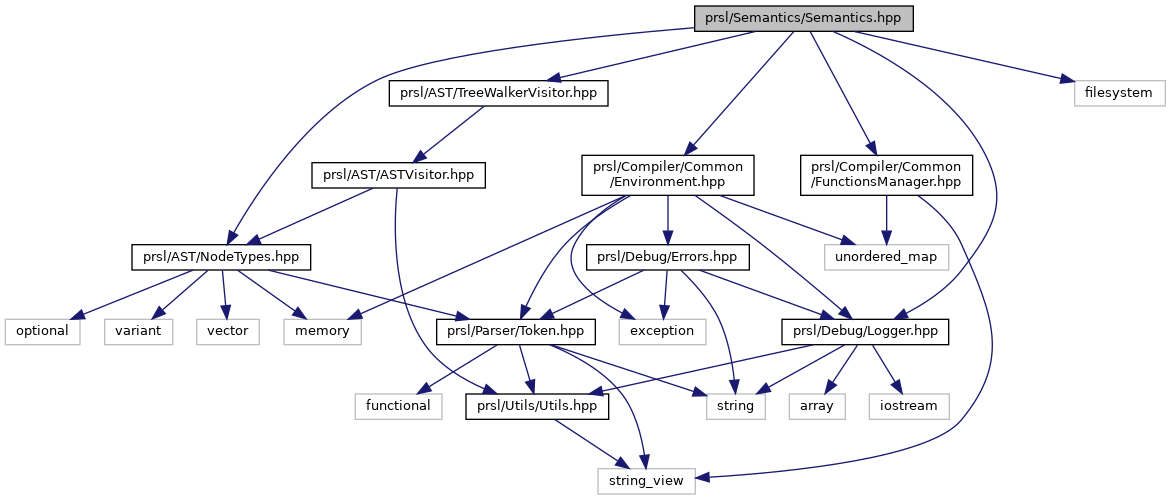 prsl/Semantics/Semantics.hpp
prsl/AST/TreeWalkerVisitor.hpp
filesystem
prsl/AST/ASTVisitor.hpp
prsl/Compiler/Common
/Environment.hpp
prsl/Compiler/Common
/FunctionsManager.hpp
prsl/AST/NodeTypes.hpp
prsl/Debug/Errors.hpp
unordered_map
optional
variant
vector
memory
prsl/Parser/Token.hpp
exception
prsl/Debug/Logger.hpp
functional
prsl/Utils/Utils.hpp
string
array
iostream
string_view